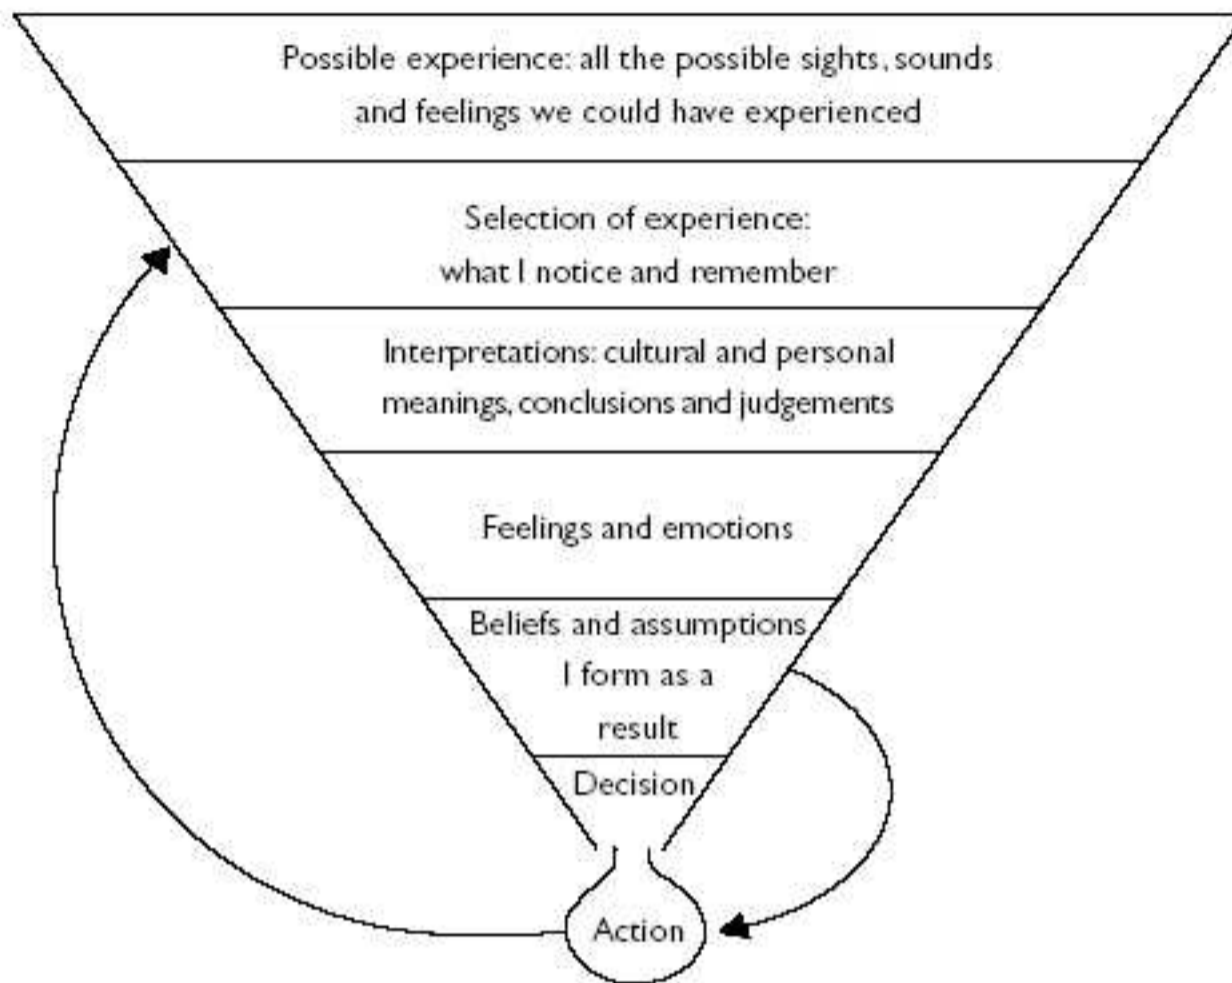 Possible experience: all the possible sights, sounds
and feelings we could have experienced
Selection of experience:
what I notice and remember
Interpretations: cultural and personal
meanings, conclusions and judgements
Feelings and emotions
Beliefs and assumptions
I form as a
result
Decision
Action